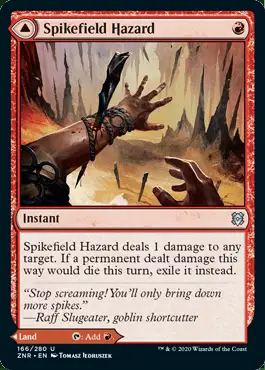 Spikefield Hazard
Instant
Spikefield Hazard deals 1 damage to any
target. If a permanent dealt damage this
way would die this turn, exile it instead.
“Stop screaming! You’ll only bring down
more spikes.”
—Raff Slugeater, goblin shortcutter
Land : Add .
166/280 U
ZNR • EN Tomasz Jedruszek ™ & © 2020 Wizards of the Coast